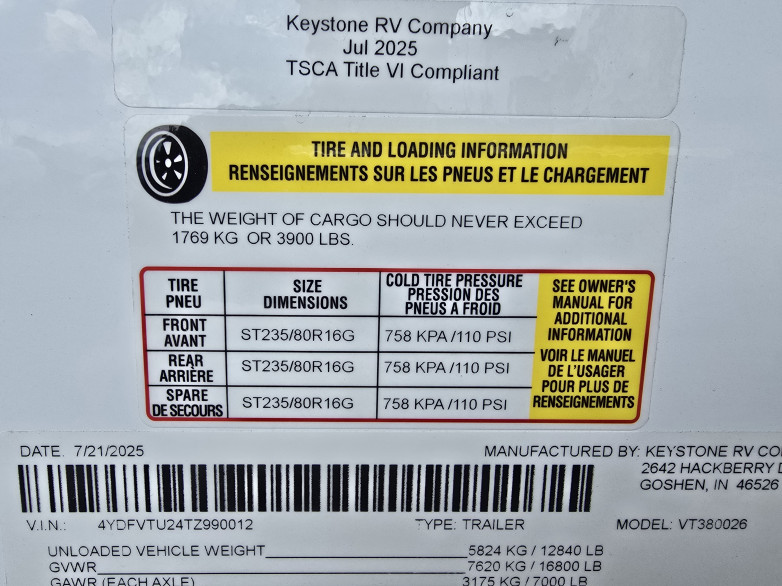 Keystone RV Company
Jul 2025
TSCA Title VI Compliant
TIRE AND LOADING INFORMATION
RENSEIGNEMENTS SUR LES PNEUS ET LE CHARGEMENT
THE WEIGHT OF CARGO SHOULD NEVER EXCEED
1769 KG OR 3900 LBS.
TIRE
PNEU
SIZE
DIMENSIONS
COLD TIRE PRESSURE
PRESSION DES
PNEUS A FROID
SEE OWNER'S
MANUAL FOR
ADDITIONAL
INFORMATION
VOIR LE MANUEL
DE L'USAGER
POUR PLUS DE
RENSEIGNEMENTS
FRONT
AVANT
ST235/80R16G
758 KPA /110 PSI
REAR
ARRIÈRE
ST235/80R16G
758 KPA /110 PSI
SPARE
DE SECOURS
ST235/80R16G
758 KPA /110 PSI
DATE. 7/21/2025
MANUFACTURED BY: KEYSTONE RV CO
2642 HACKBERRY D
GOSHEN, IN 46526
V.I.N.: 4YDFVTU24TZ990012 TYPE: TRAILER MODEL: VT380026
UNLOADED VEHICLE WEIGHT 5824 KG / 12840 LB
GVWR 7620 KG / 16800 LB
GAWR (EACH AXLE) 3175 KG / 7000 LB